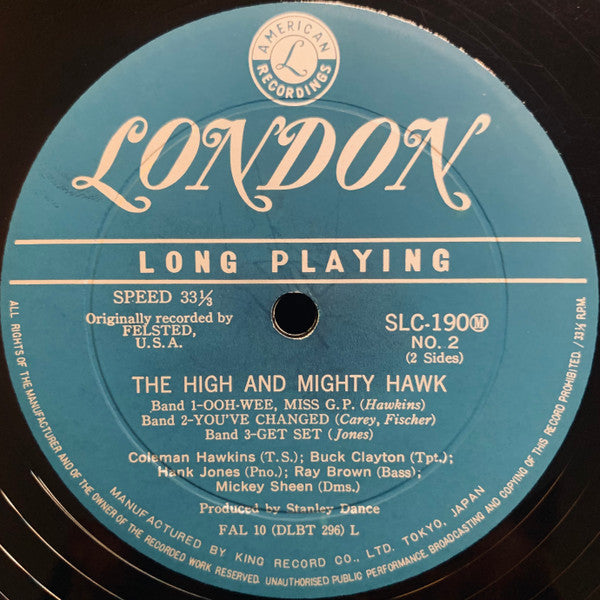 AMERICAN
L
RECORDINGS
LONDON
LONG PLAYING
SPEED 33⅓
Originally recorded by
FELSTED,
U.S.A.
SLC-190Ⓜ
NO. 2
(2 Sides)
THE HIGH AND MIGHTY HAWK
Band 1-OOH-WEE, MISS G.P. (Hawkins)
Band 2-YOU'VE CHANGED (Carey, Fischer)
Band 3-GET SET (Jones)
Coleman Hawkins (T.S.); Buck Clayton (Tpt.);
Hank Jones (Pno.); Ray Brown (Bass);
Mickey Sheen (Dms.)
Produced by Stanley Dance
FAL 10 (DLBT 296) L
MANUFACTURED BY KING RECORD CO., LTD. TOKYO, JAPAN
ALL RIGHTS OF THE MANUFACTURER AND OF THE OWNER OF THE RECORDED WORK RESERVED. UNAUTHORISED PUBLIC PERFORMANCE, BROADCASTING AND COPYING OF THIS RECORD PROHIBITED / 33⅓ R.P.M.